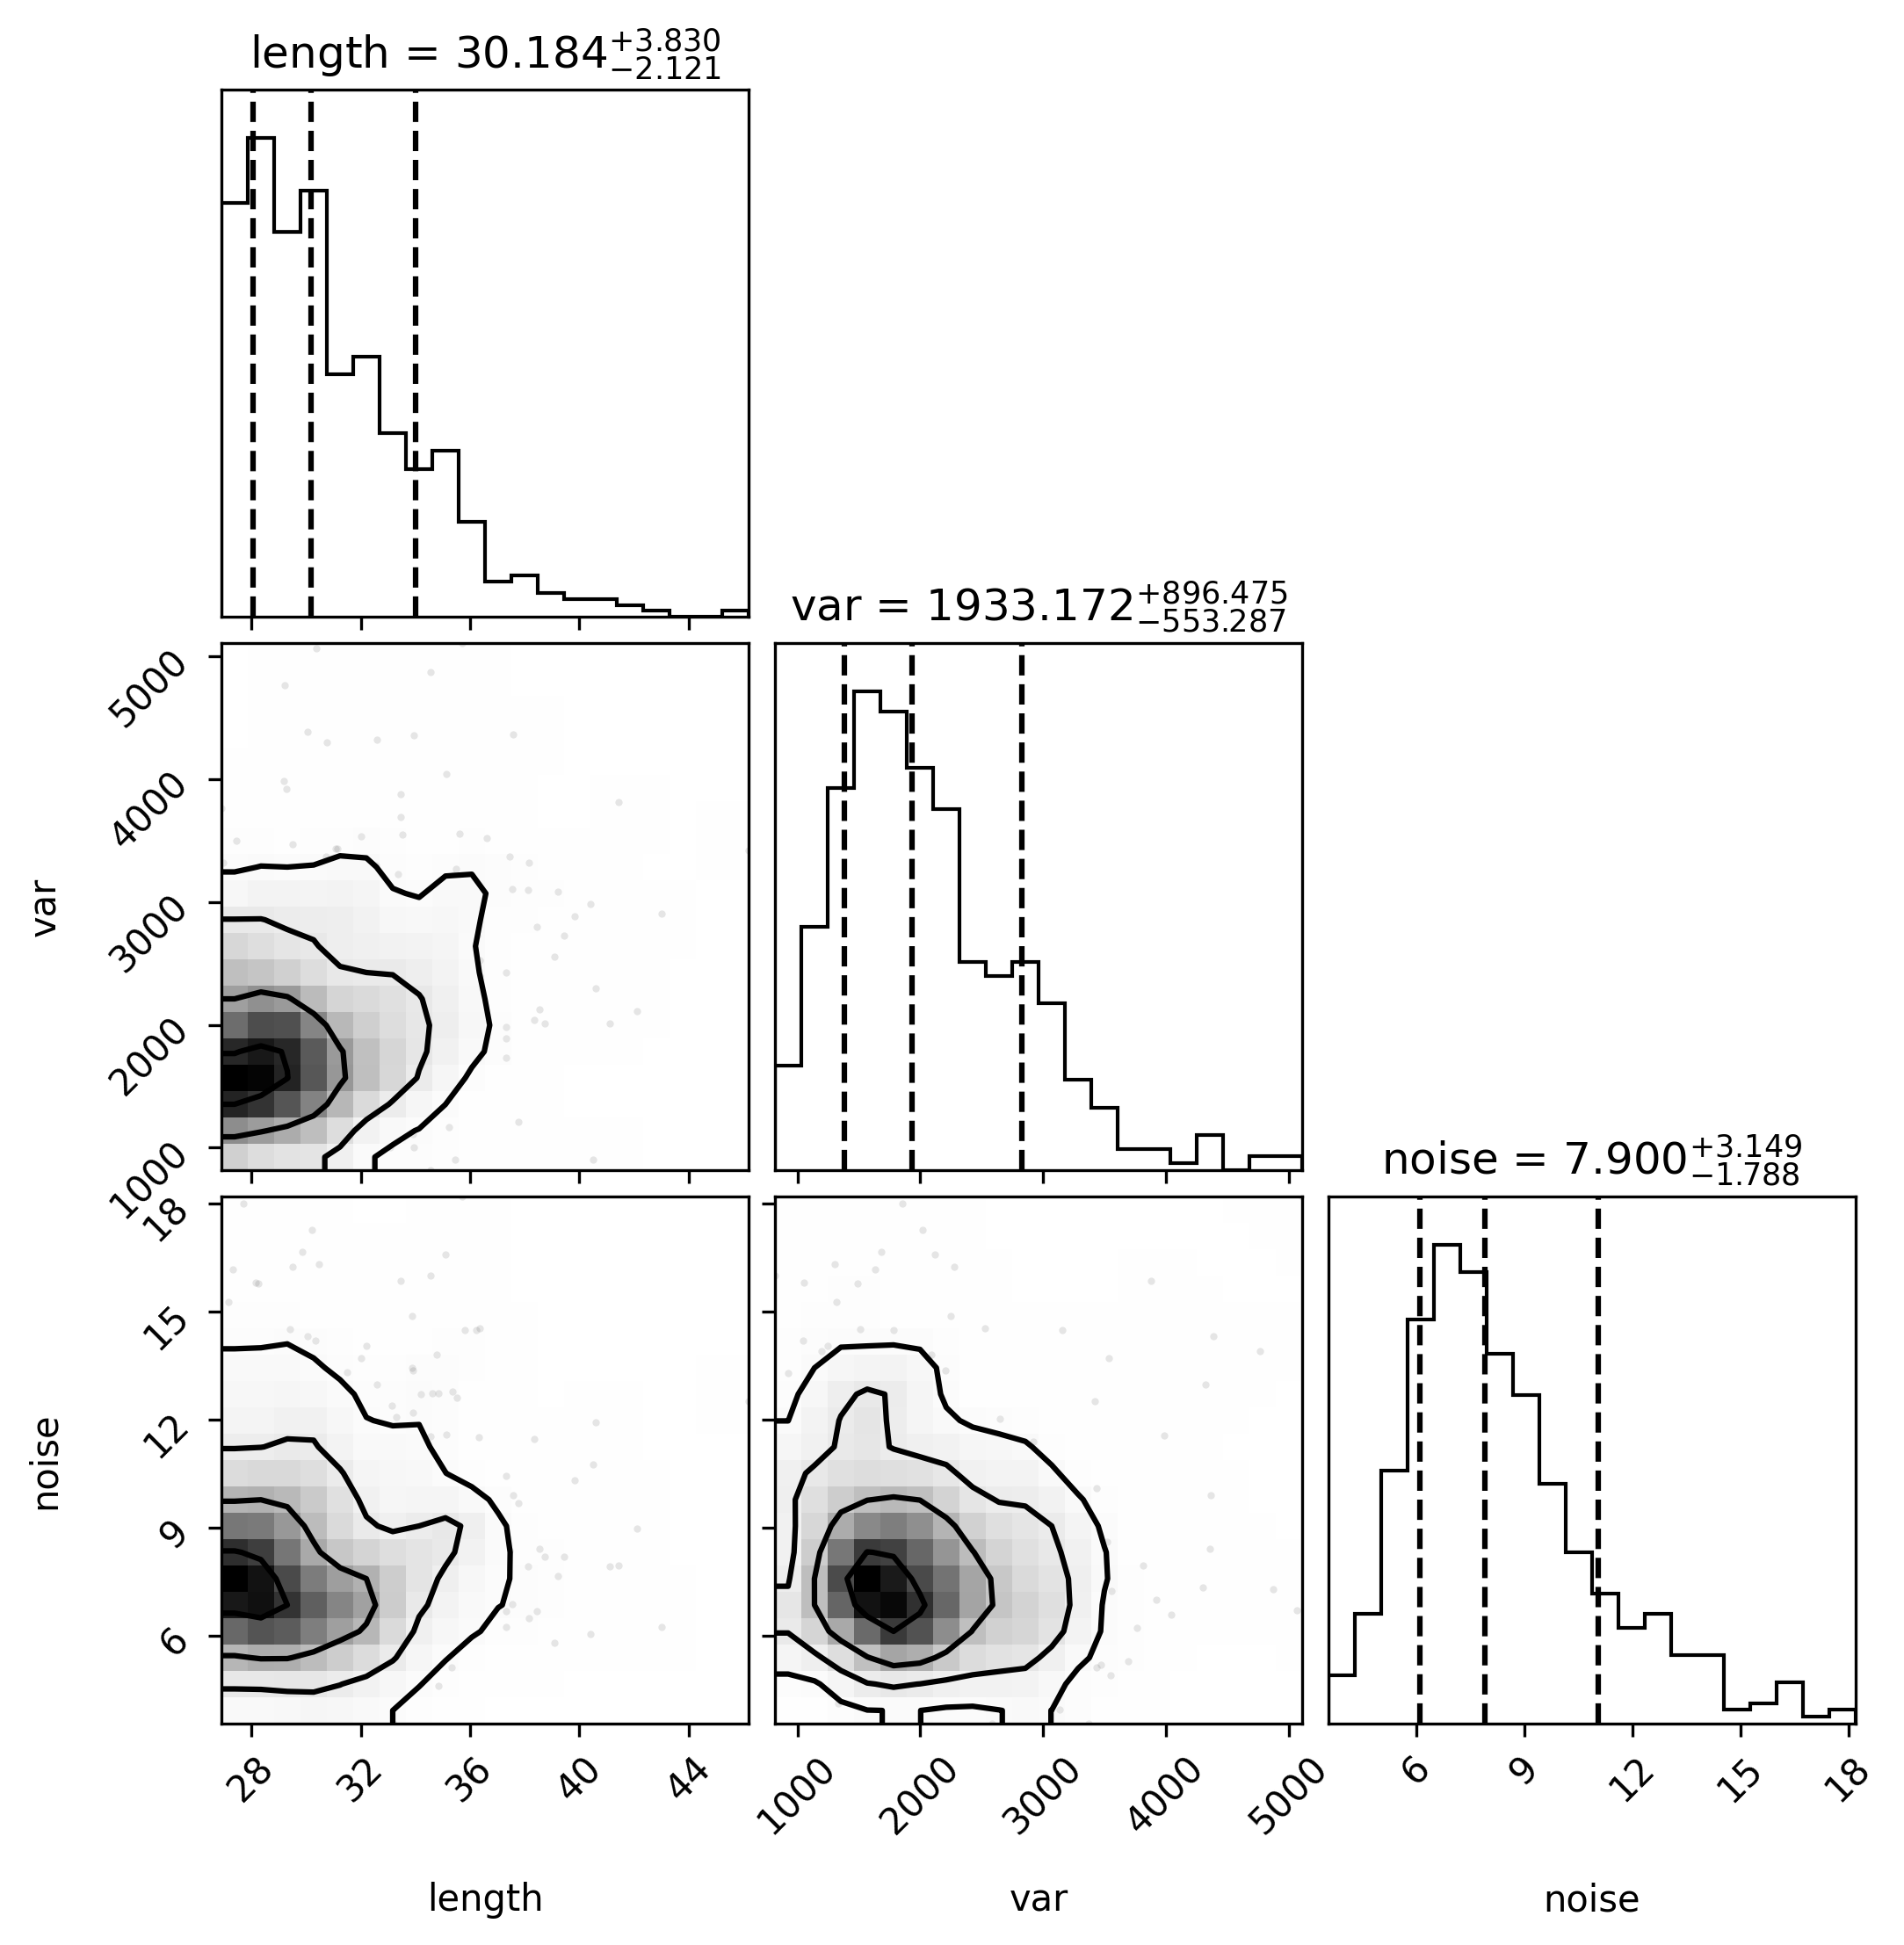 length = 30.184+3.830−2.121
var = 1933.172+896.475−553.287
5000
4000
3000
2000
1000
var
noise = 7.900+3.149−1.788
18
15
12
9
6
noise
28 32 36 40 44
1000 2000 3000 4000 5000
6 9 12 15 18
length
var
noise